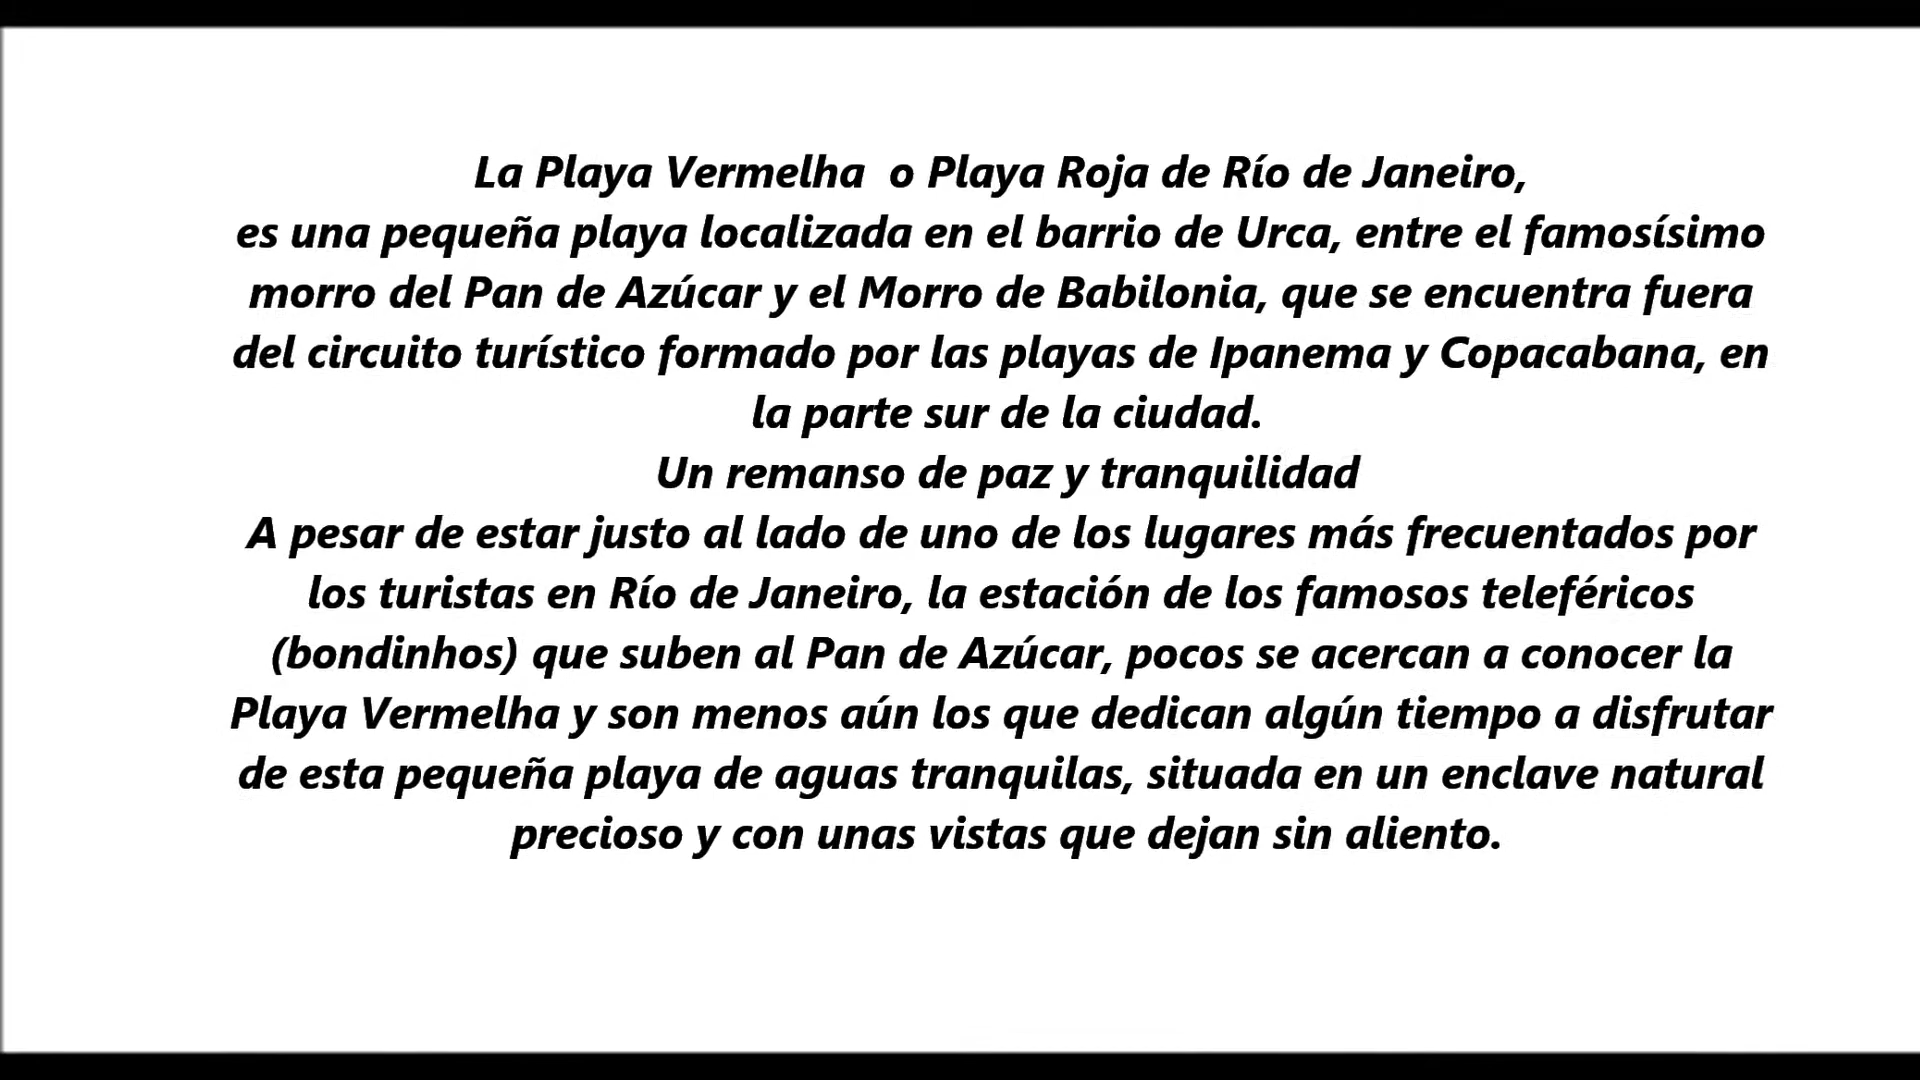 La Playa Vermelha  o Playa Roja de Río de Janeiro,
es una pequeña playa localizada en el barrio de Urca, entre el famosísimo
morro del Pan de Azúcar y el Morro de Babilonia, que se encuentra fuera
del circuito turístico formado por las playas de Ipanema y Copacabana, en
la parte sur de la ciudad.
Un remanso de paz y tranquilidad
A pesar de estar justo al lado de uno de los lugares más frecuentados por
los turistas en Río de Janeiro, la estación de los famosos teleféricos
(bondinhos) que suben al Pan de Azúcar, pocos se acercan a conocer la
Playa Vermelha y son menos aún los que dedican algún tiempo a disfrutar
de esta pequeña playa de aguas tranquilas, situada en un enclave natural
precioso y con unas vistas que dejan sin aliento.